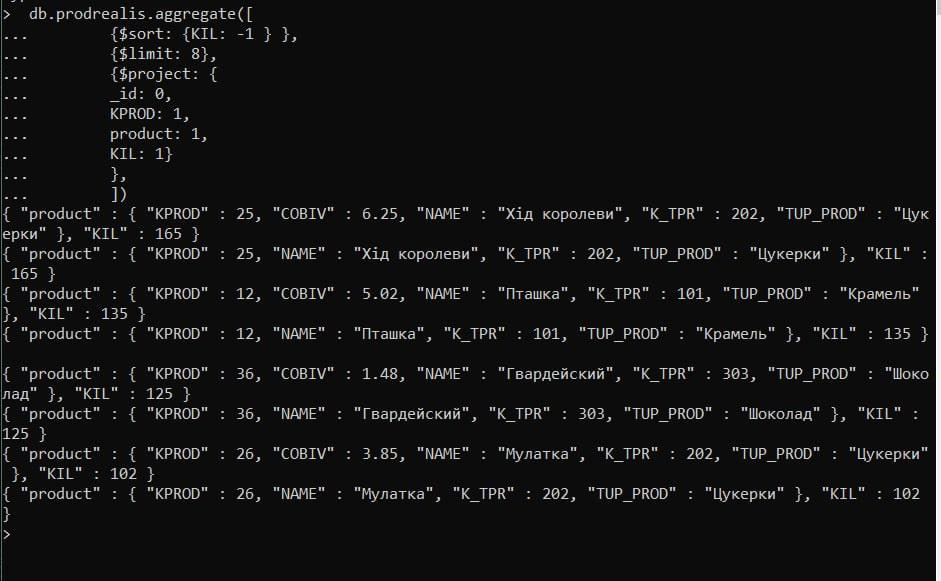 >  db.prodrealis.aggregate([
...         {$sort: {KIL: -1 } },
...         {$limit: 8},
...         {$project: {
...         _id: 0,
...         KPROD: 1,
...         product: 1,
...         KIL: 1}
...         },
...         ])
{ "product" : { "KPROD" : 25, "COBIV" : 6.25, "NAME" : "Хід королеви", "K_TPR" : 202, "TUP_PROD" : "Цук
ерки" }, "KIL" : 165 }
{ "product" : { "KPROD" : 25, "NAME" : "Хід королеви", "K_TPR" : 202, "TUP_PROD" : "Цукерки" }, "KIL" :
 165 }
{ "product" : { "KPROD" : 12, "COBIV" : 5.02, "NAME" : "Пташка", "K_TPR" : 101, "TUP_PROD" : "Крамель"
}, "KIL" : 135 }
{ "product" : { "KPROD" : 12, "NAME" : "Пташка", "K_TPR" : 101, "TUP_PROD" : "Крамель" }, "KIL" : 135 }
{ "product" : { "KPROD" : 36, "COBIV" : 1.48, "NAME" : "Гвардейский", "K_TPR" : 303, "TUP_PROD" : "Шоко
лад" }, "KIL" : 125 }
{ "product" : { "KPROD" : 36, "NAME" : "Гвардейский", "K_TPR" : 303, "TUP_PROD" : "Шоколад" }, "KIL" :
125 }
{ "product" : { "KPROD" : 26, "COBIV" : 3.85, "NAME" : "Мулатка", "K_TPR" : 202, "TUP_PROD" : "Цукерки"
 }, "KIL" : 102 }
{ "product" : { "KPROD" : 26, "NAME" : "Мулатка", "K_TPR" : 202, "TUP_PROD" : "Цукерки" }, "KIL" : 102
}
>